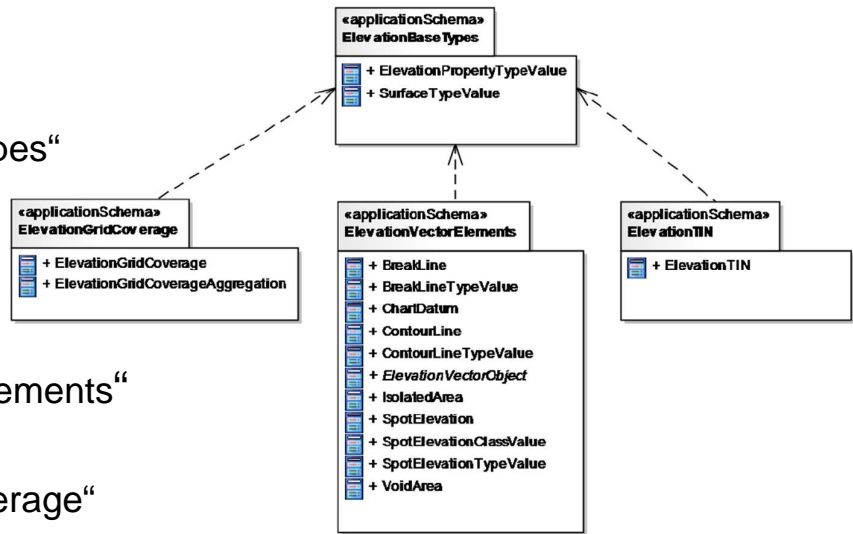 «applicationSchema»
ElevationBaseTypes
+ ElevationPropertyTypeValue
+ SurfaceTypeValue
pes“
«applicationSchema»
ElevationGridCoverage
+ ElevationGridCoverage
+ ElevationGridCoverageAggregation
«applicationSchema»
ElevationVectorElements
+ BreakLine
+ BreakLineTypeValue
+ ChartDatum
+ ContourLine
+ ContourLineTypeValue
+ ElevationVectorObject
+ IsolatedArea
+ SpotElevation
+ SpotElevationClassValue
+ SpotElevationTypeValue
+ VoidArea
«applicationSchema»
ElevationTIN
+ ElevationTIN
ements“
erage“